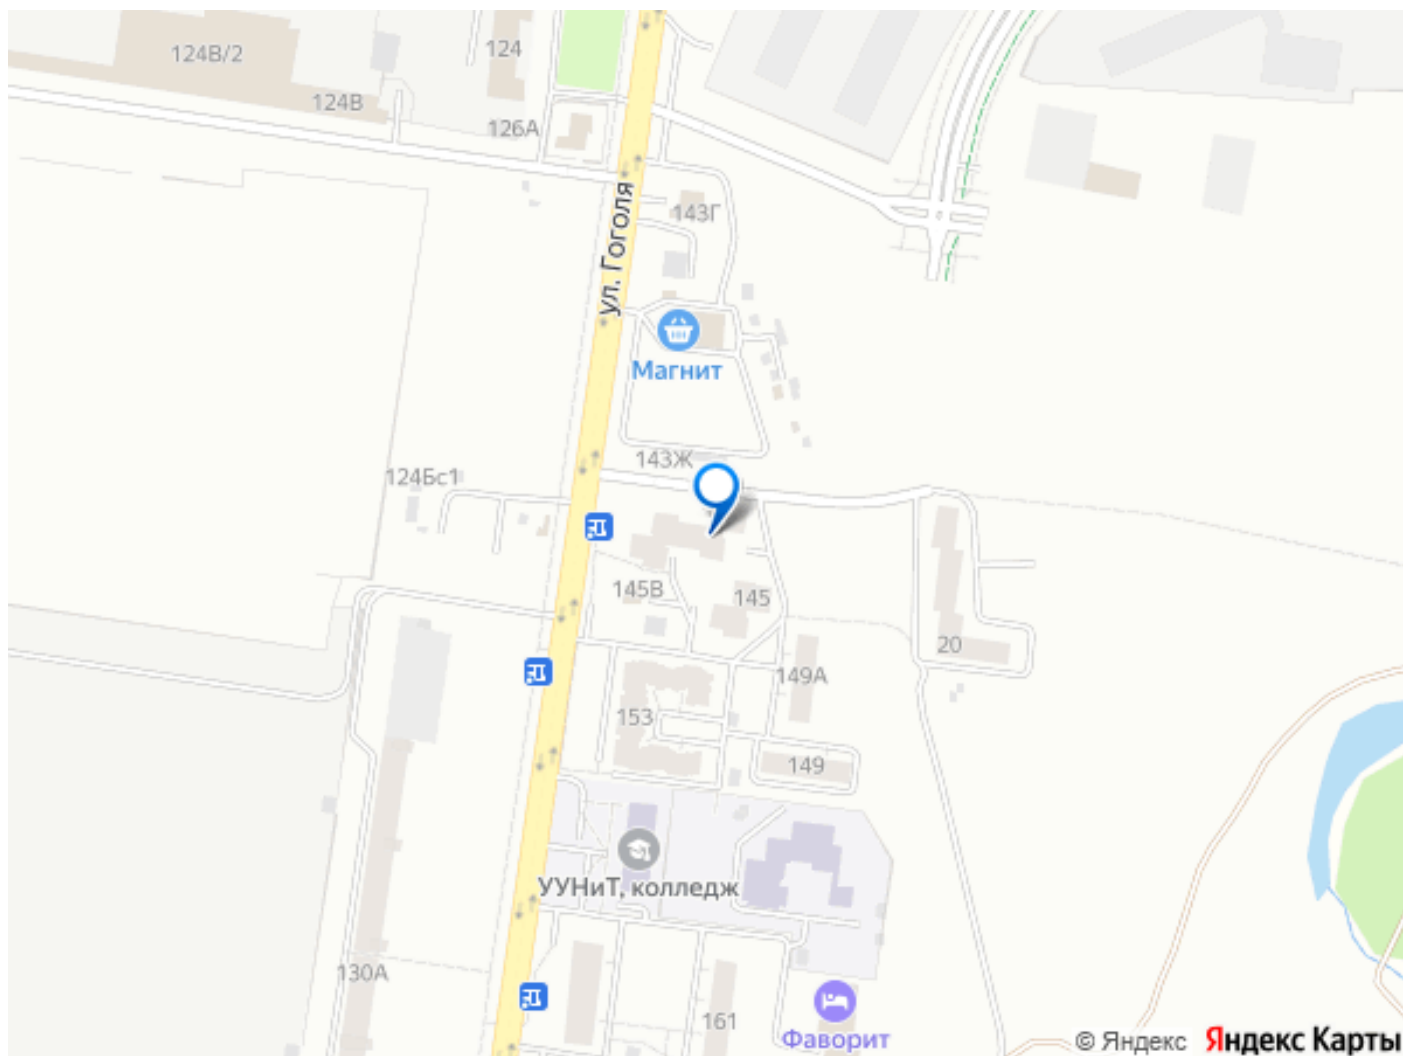 124В/2
124
124В
126А
143Г
ул. Гоголя
Магнит
143Ж
124Бс1
145В
145
20
149А
153
149
УУНиТ, колледж
130А
161
Фаворит
© Яндекс Яндекс Карты